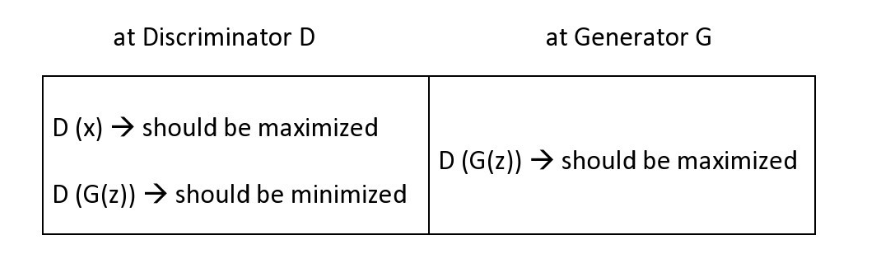 at Discriminator D
at Generator G
D (x) → should be maximized
D (G(z)) → should be minimized
D (G(z)) → should be maximized